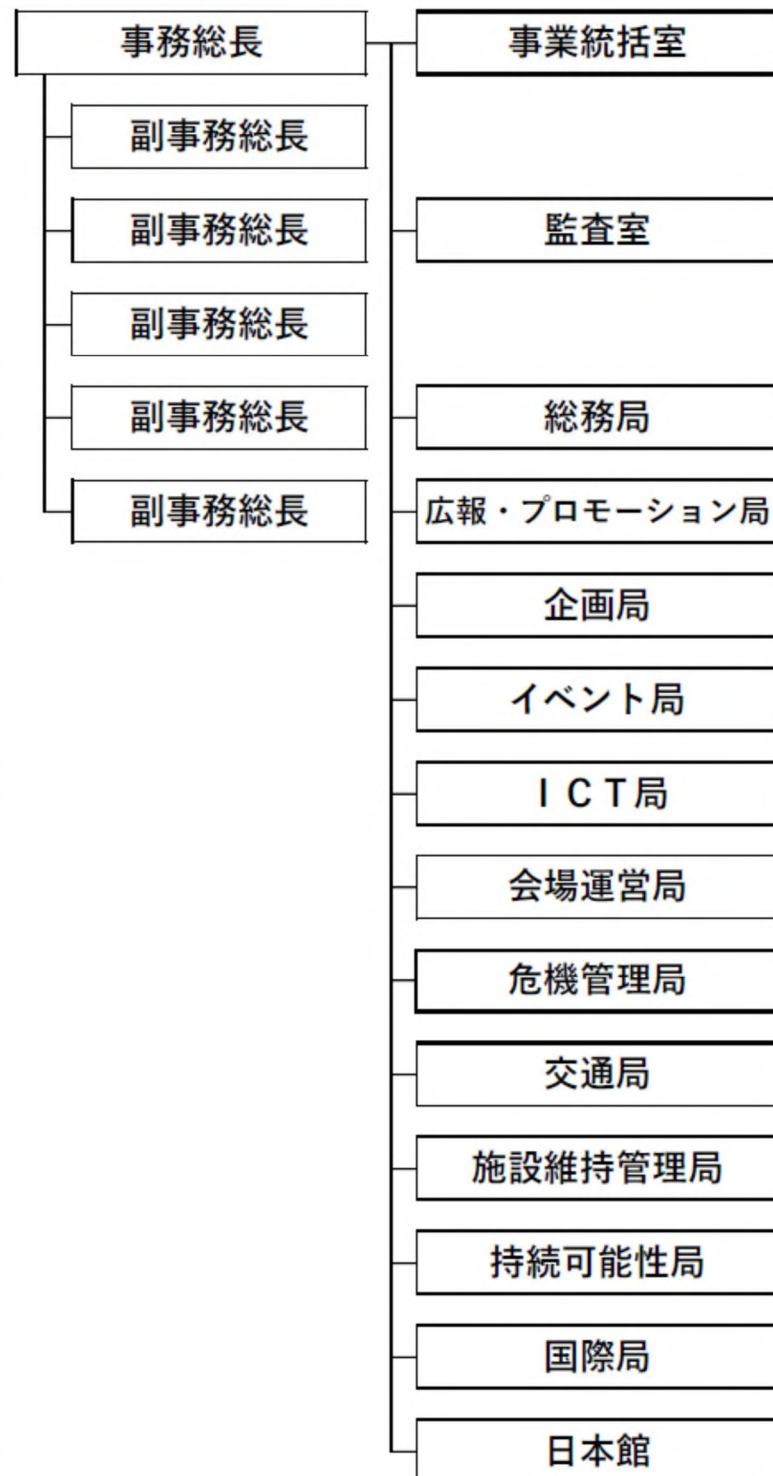 事務総長
事業統括室
副事務総長
副事務総長
監査室
副事務総長
副事務総長
総務局
副事務総長
広報・プロモーション局
企画局
イベント局
ＩＣＴ局
会場運営局
危機管理局
交通局
施設維持管理局
持続可能性局
国際局
日本館